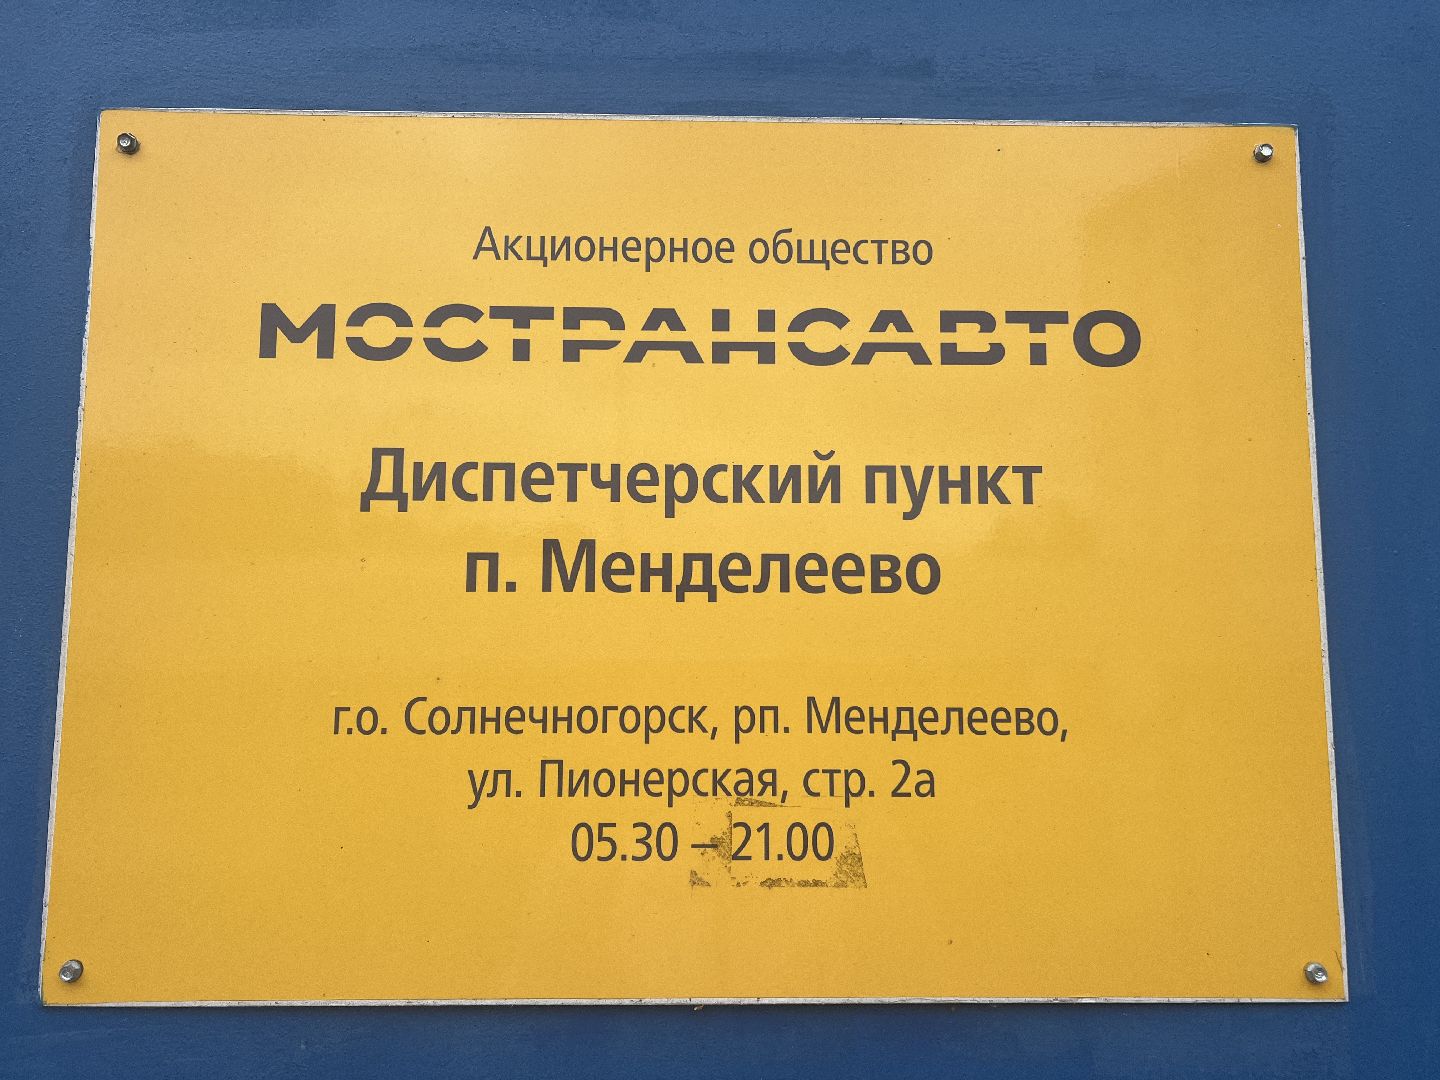 Акционерное общество
МОСТРАНСАВТО
Диспетчерский пункт
п. Менделеево
г.о. Солнечногорск, рп. Менделеево,
ул. Пионерская, стр. 2а
05.30 – 21.00